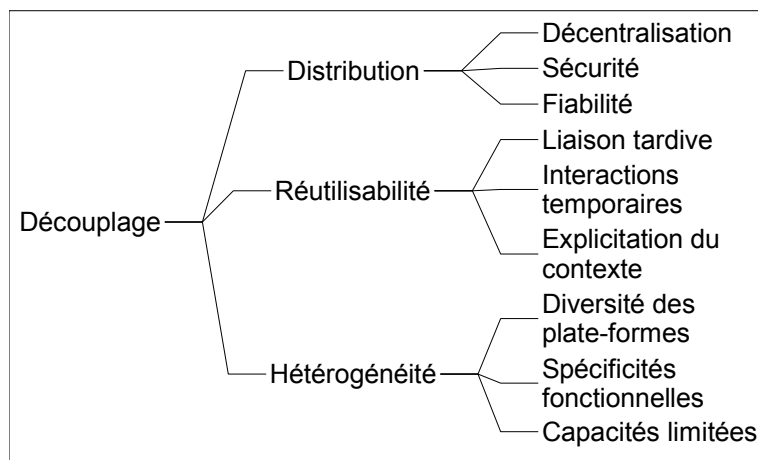 Découplage
Distribution
Décentralisation
Sécurité
Fiabilité
Réutilisabilité
Liaison tardive
Interactions
temporaires
Explicitation du
contexte
Hétérogénéité
Diversité des
plate-formes
Spécificités
fonctionnelles
Capacités limitées